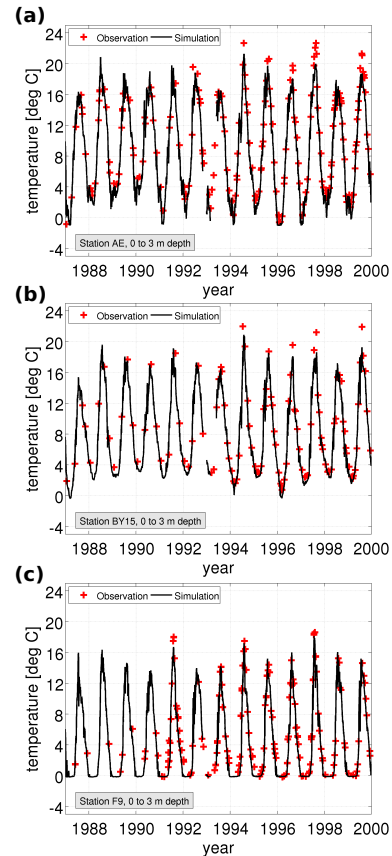 (a)
24
20
16
12
8
4
0
-4
temperature [deg C]
Observation Simulation
Station AE, 0 to 3 m depth
1988 1990 1992 1994 1996 1998 2000
year
(b)
24
20
16
12
8
4
0
-4
temperature [deg C]
Observation Simulation
Station BY15, 0 to 3 m depth
1988 1990 1992 1994 1996 1998 2000
year
(c)
24
20
16
12
8
4
0
-4
temperature [deg C]
Observation Simulation
Station F9, 0 to 3 m depth
1988 1990 1992 1994 1996 1998 2000
year